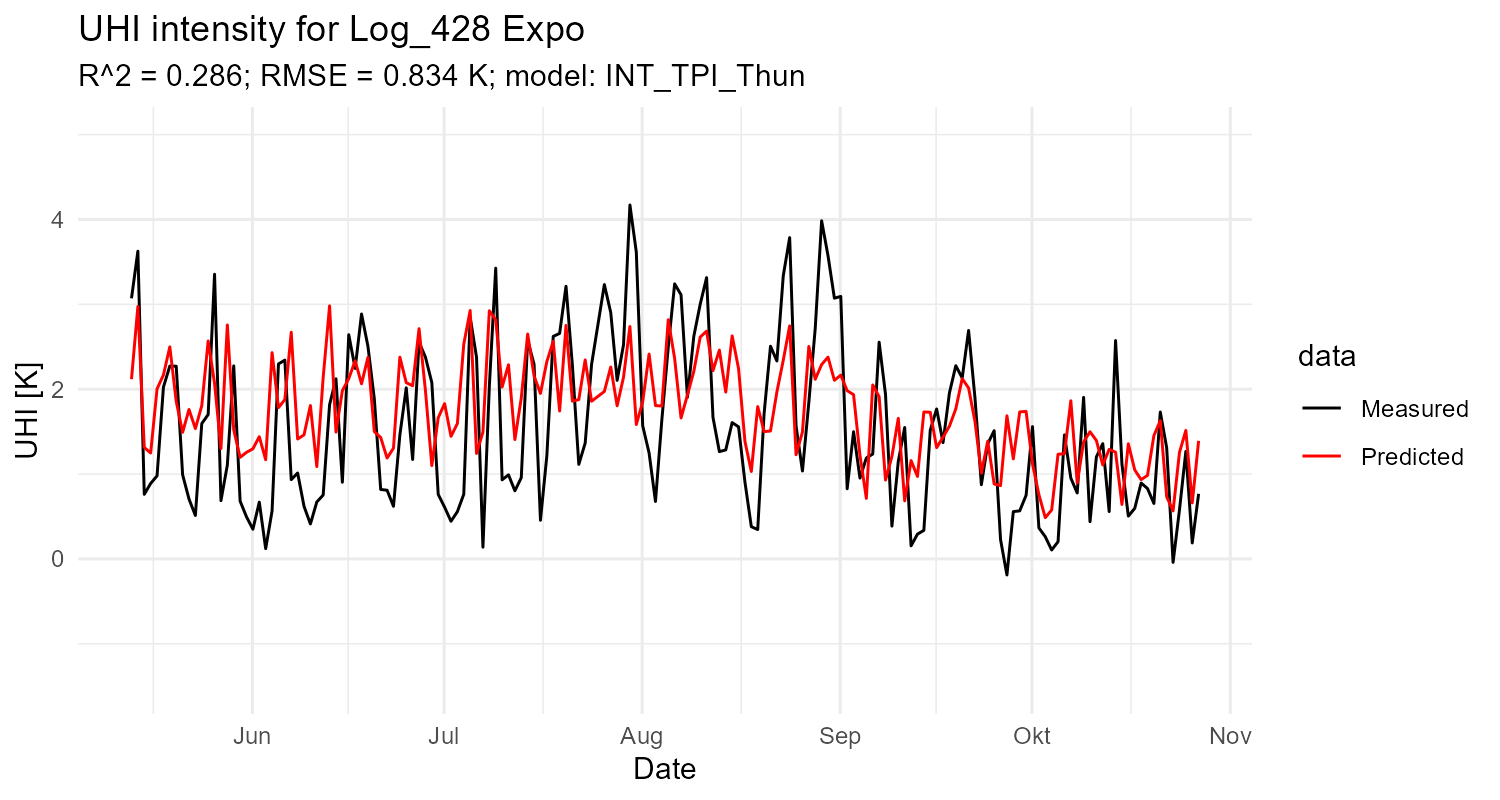 UHI intensity for Log_428 Expo
R^2 = 0.286; RMSE = 0.834 K; model: INT_TPI_Thun
UHI [K]
4
2
0
Jun Jul Aug Sep Okt Nov
Date
data
Measured
Predicted